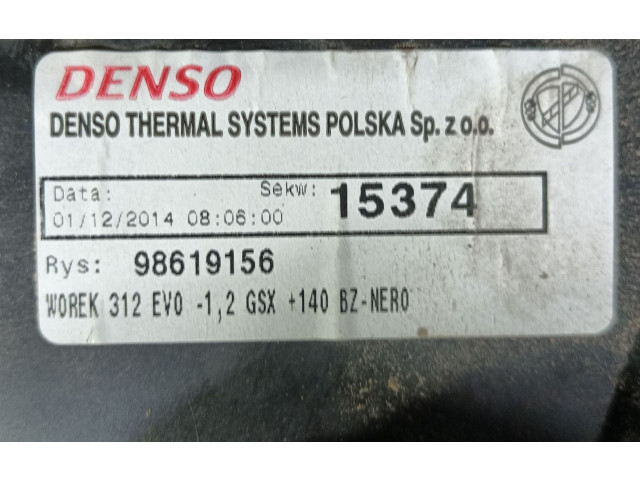 DENSO
DENSO THERMAL SYSTEMS POLSKA Sp. z o.o.
Data: Sekw: 15374
01/12/2014 08:06:00
Rys: 98619156
WOREK 312 EVO -1,2 GSX +140 BZ-NERO